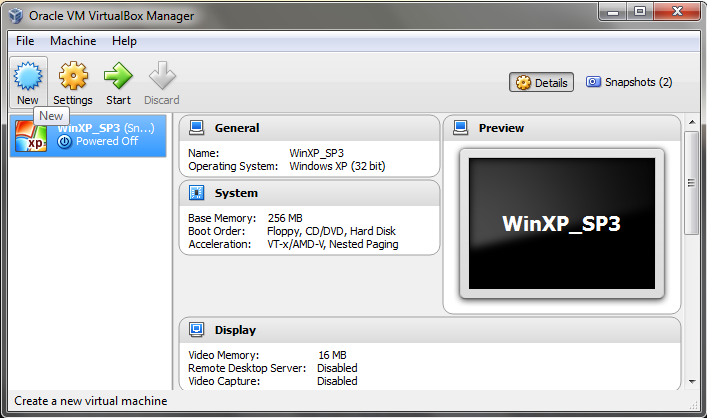 Oracle VM VirtualBox Manager
File Machine Help
New Settings Start Discard
Details Snapshots (2)
New
xp
WinXP_SP3 (Sn...)
Powered Off
General
Name: WinXP_SP3
Operating System: Windows XP (32 bit)
System
Base Memory: 256 MB
Boot Order: Floppy, CD/DVD, Hard Disk
Acceleration: VT-x/AMD-V, Nested Paging
Preview
WinXP_SP3
Display
Video Memory: 16 MB
Remote Desktop Server: Disabled
Video Capture: Disabled
Create a new virtual machine